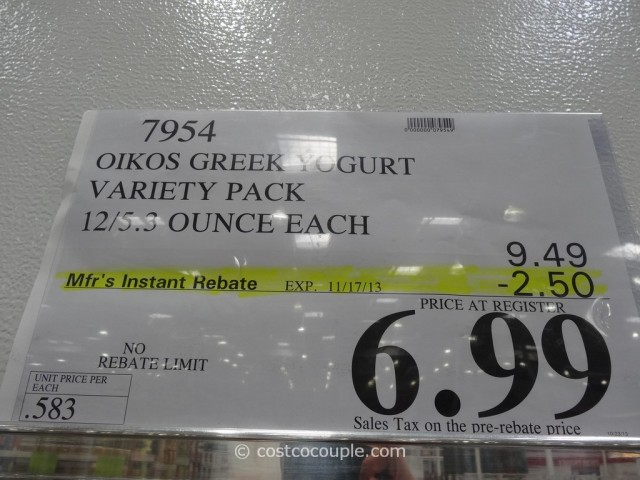 7954
OIKOS GREEK YOGURT
VARIETY PACK
12/5.3 OUNCE EACH
9.49
Mfr's Instant Rebate EXP. 11/17/13 -2.50
PRICE AT REGISTER
6.99
NO
REBATE LIMIT
UNIT PRICE PER
EACH
.583
Sales Tax on the pre-rebate price
© costcocouple.com